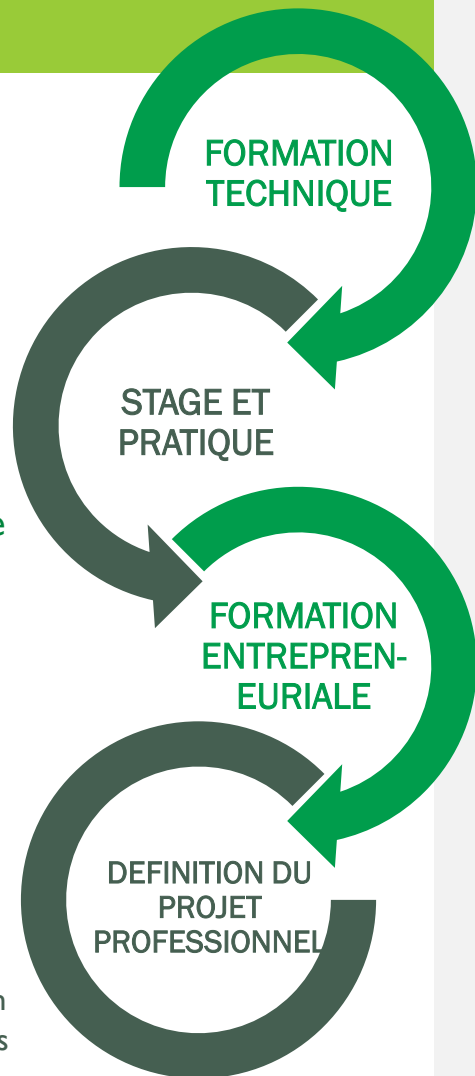 FORMATION
TECHNIQUE
STAGE ET
PRATIQUE
FORMATION
ENTREPREN-
EURIALE
DEFINITION DU
PROJET
PROFESSIONNEL